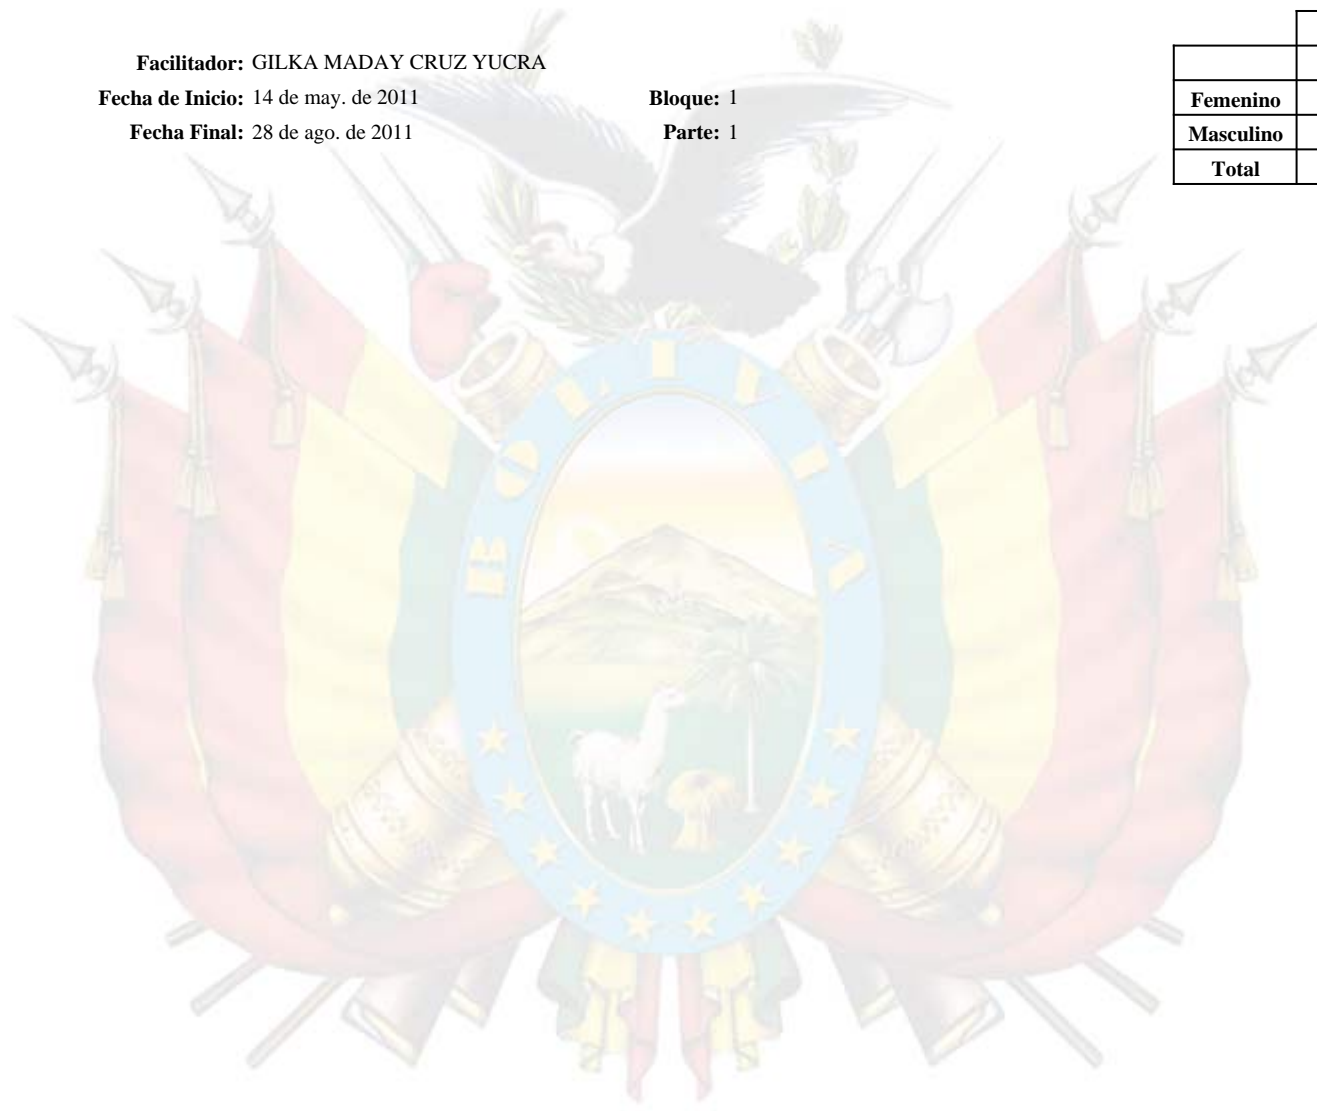 Facilitador: GILKA MADAY CRUZ YUCRA
Fecha de Inicio: 14 de may. de 2011 Bloque: 1
Fecha Final: 28 de ago. de 2011 Parte: 1
Femenino
Masculino
Total
BOLIVIA